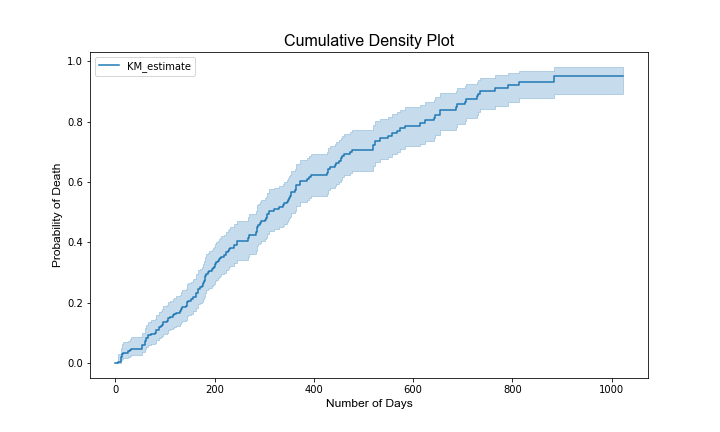 Cumulative Density Plot
KM_estimate
1.0
0.8
0.6
0.4
0.2
0.0
Probability of Death
0 200 400 600 800 1000
Number of Days